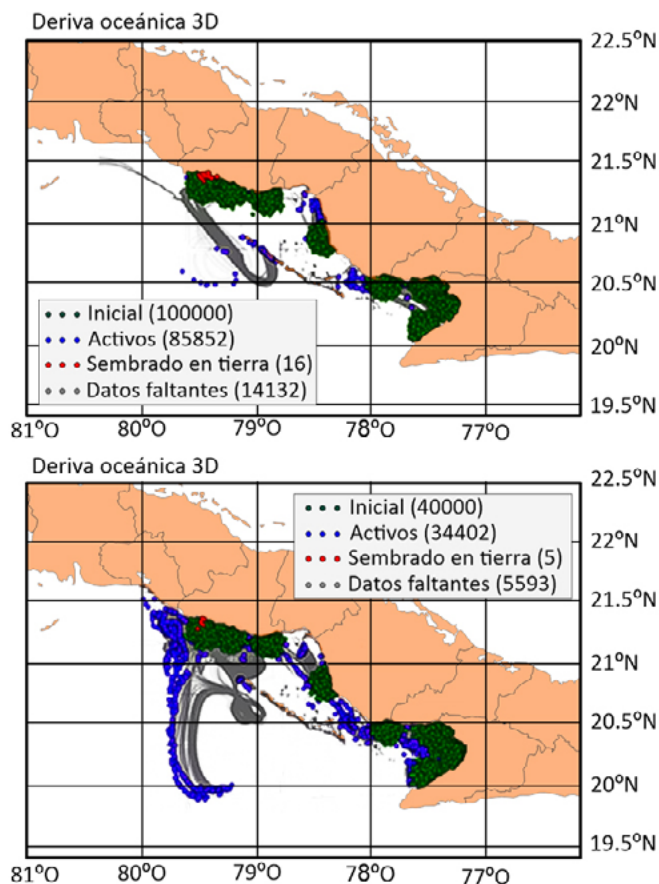 Deriva oceánica 3D
22.5°N
22°N
21.5°N
21°N
20.5°N
20°N
19.5°N
Inicial (100000)
Activos (85852)
Sembrado en tierra (16)
Datos faltantes (14132)
81°O 80°O 79°O 78°O 77°O
Deriva oceánica 3D
22.5°N
22°N
21.5°N
21°N
20.5°N
20°N
19.5°N
Inicial (40000)
Activos (34402)
Sembrado en tierra (5)
Datos faltantes (5593)
81°O 80°O 79°O 78°O 77°O